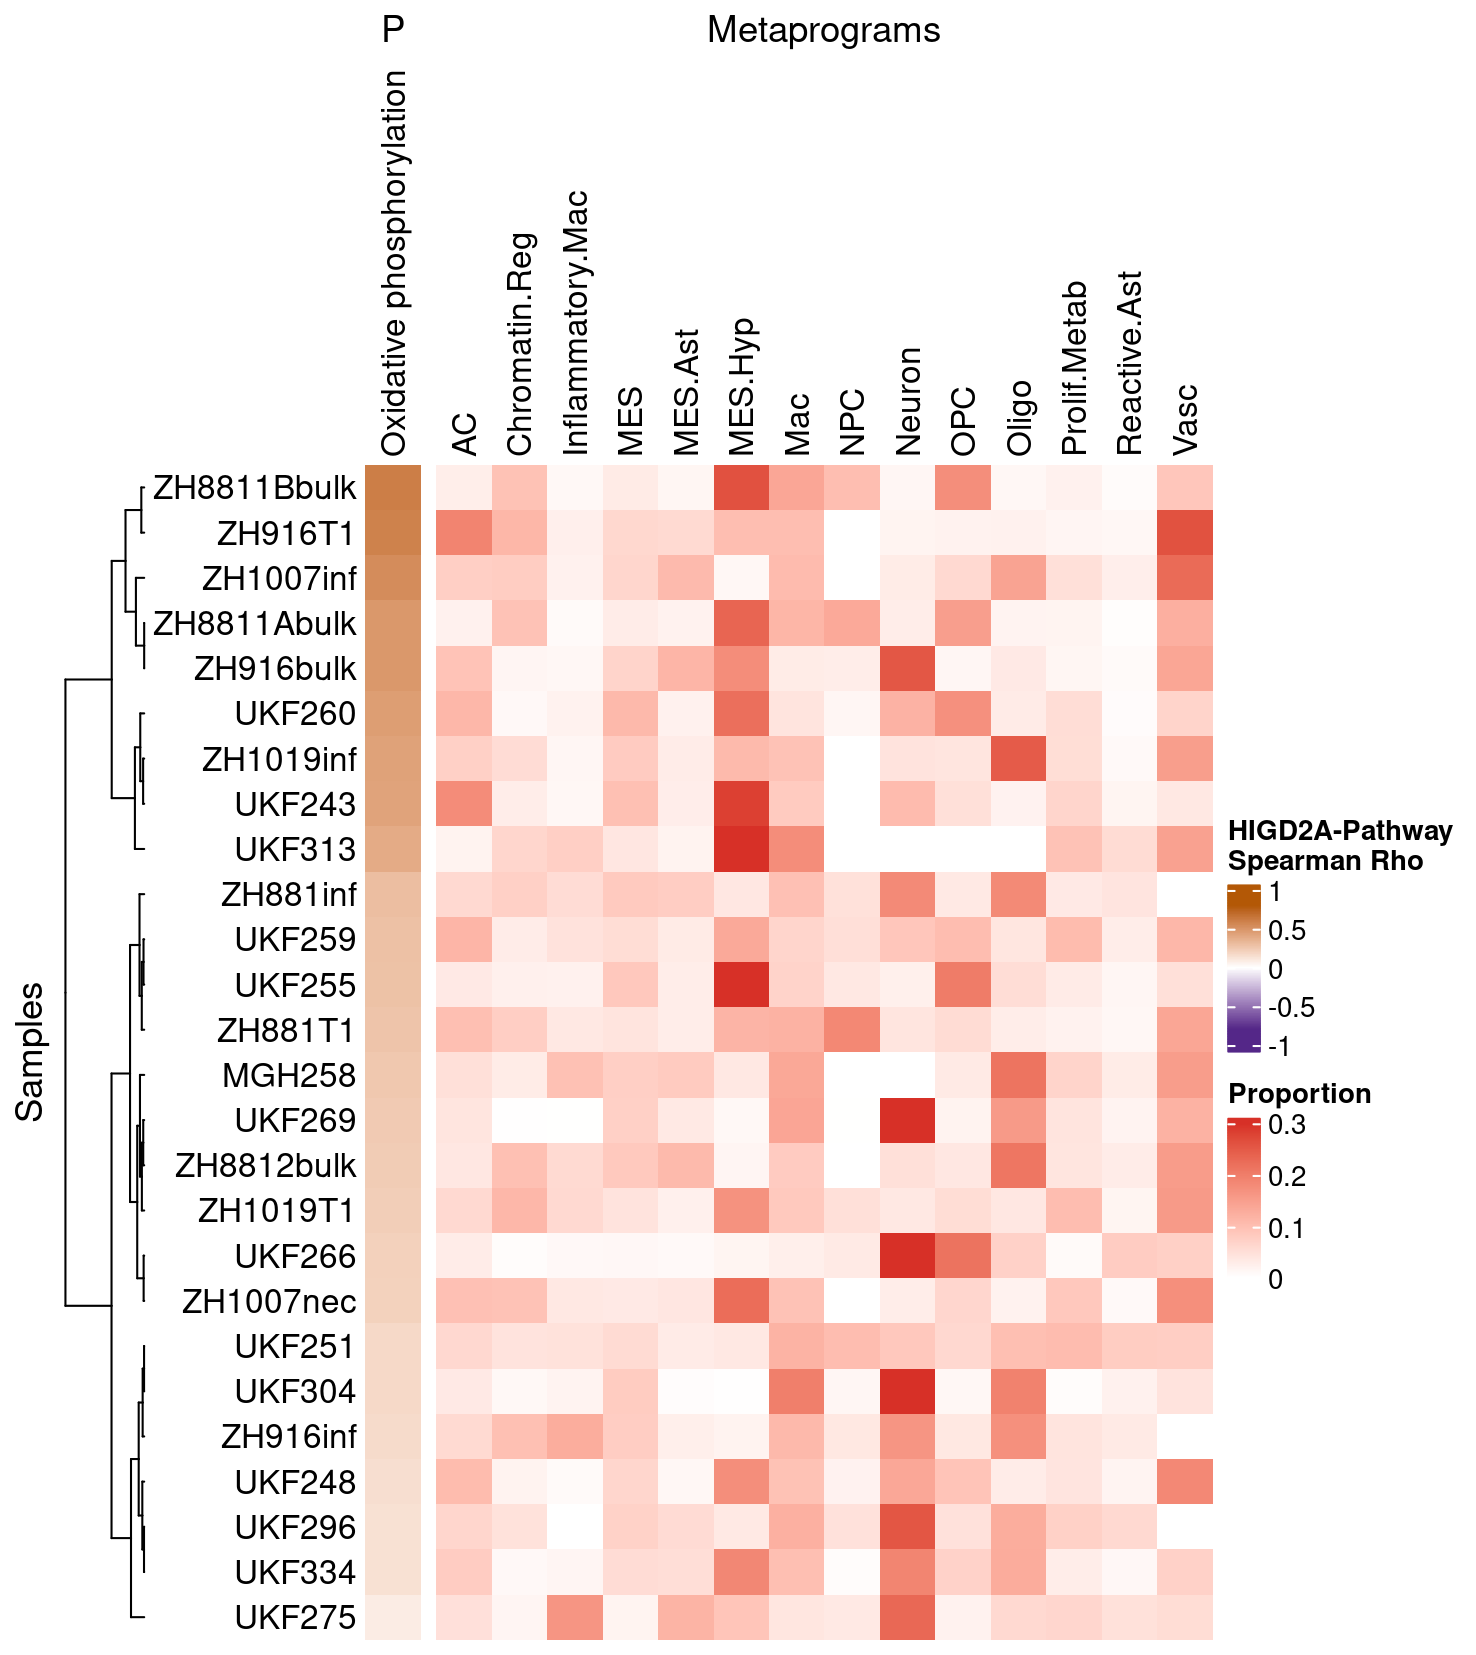 P
Metaprograms
Oxidative phosphorylation
AC
Chromatin.Reg
Inflammatory.Mac
MES
MES.Ast
MES.Hyp
Mac
NPC
Neuron
OPC
Oligo
Prolif.Metab
Reactive.Ast
Vasc
Samples
ZH8811Bbulk
ZH916T1
ZH1007inf
ZH8811Abulk
ZH916bulk
UKF260
ZH1019inf
UKF243
UKF313
ZH881inf
UKF259
UKF255
ZH881T1
MGH258
UKF269
ZH8812bulk
ZH1019T1
UKF266
ZH1007nec
UKF251
UKF304
ZH916inf
UKF248
UKF296
UKF334
UKF275
HIGD2A-Pathway
Spearman Rho
1
0.5
0
-0.5
-1
Proportion
0.3
0.2
0.1
0